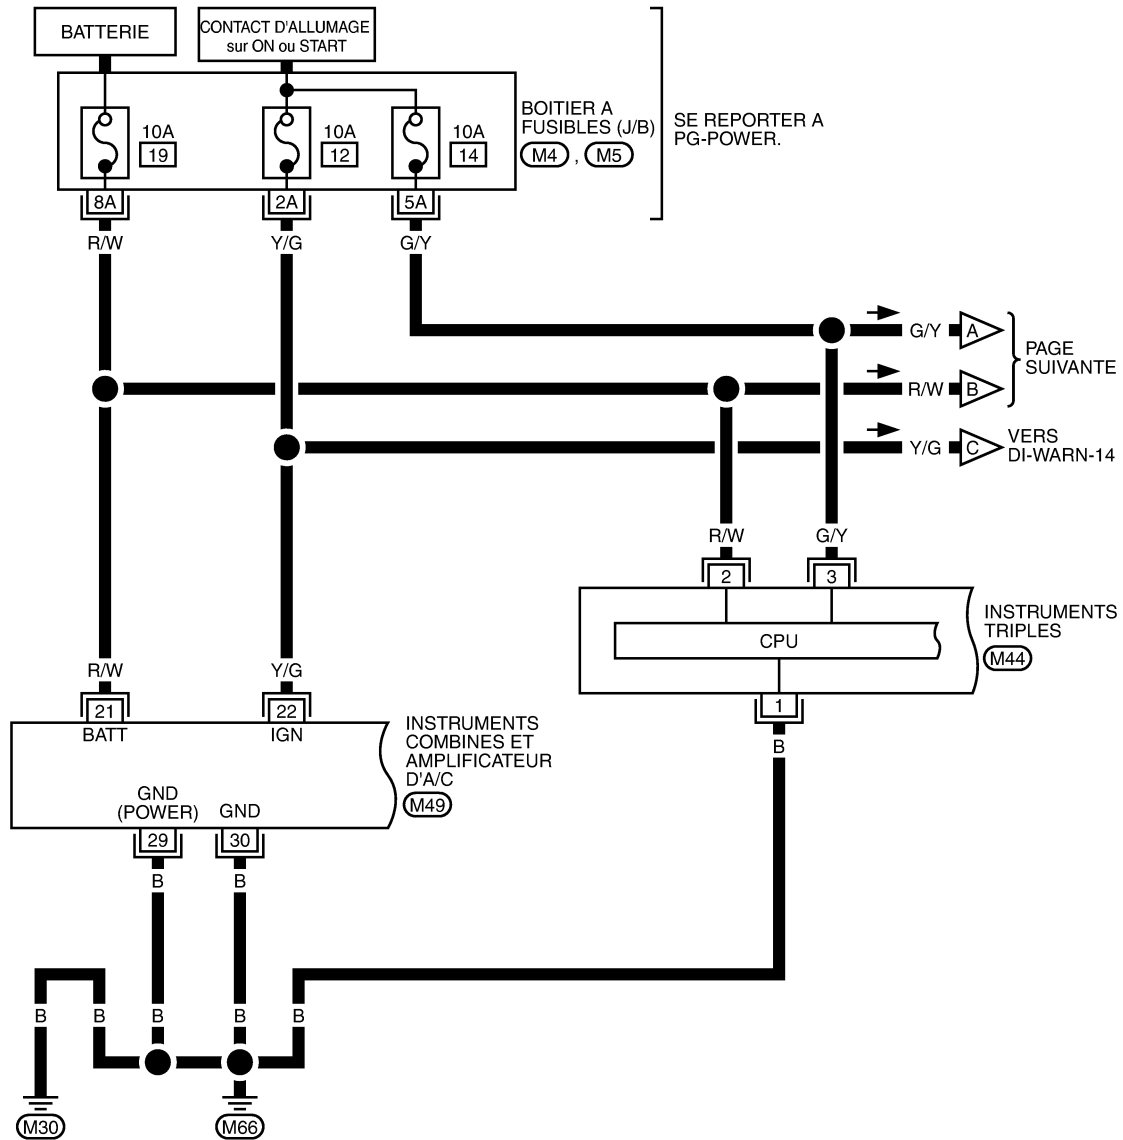 BATTERIE
CONTACT D'ALLUMAGE
sur ON ou START
10A
19
10A
12
10A
14
BOITIER A
FUSIBLES (J/B)
M4 , M5
SE REPORTER A
PG-POWER.
8A
2A
5A
R/W
Y/G
G/Y
G/Y
A
R/W
B
PAGE
SUIVANTE
Y/G
C
VERS
DI-WARN-14
R/W
G/Y
2
3
CPU
INSTRUMENTS
TRIPLES
M44
1
B
R/W
Y/G
21
22
BATT
IGN
INSTRUMENTS
COMBINES ET
AMPLIFICATEUR
D'A/C
M49
GND
(POWER)
GND
29
30
B
B
B
B
B
B
B
M30
M66